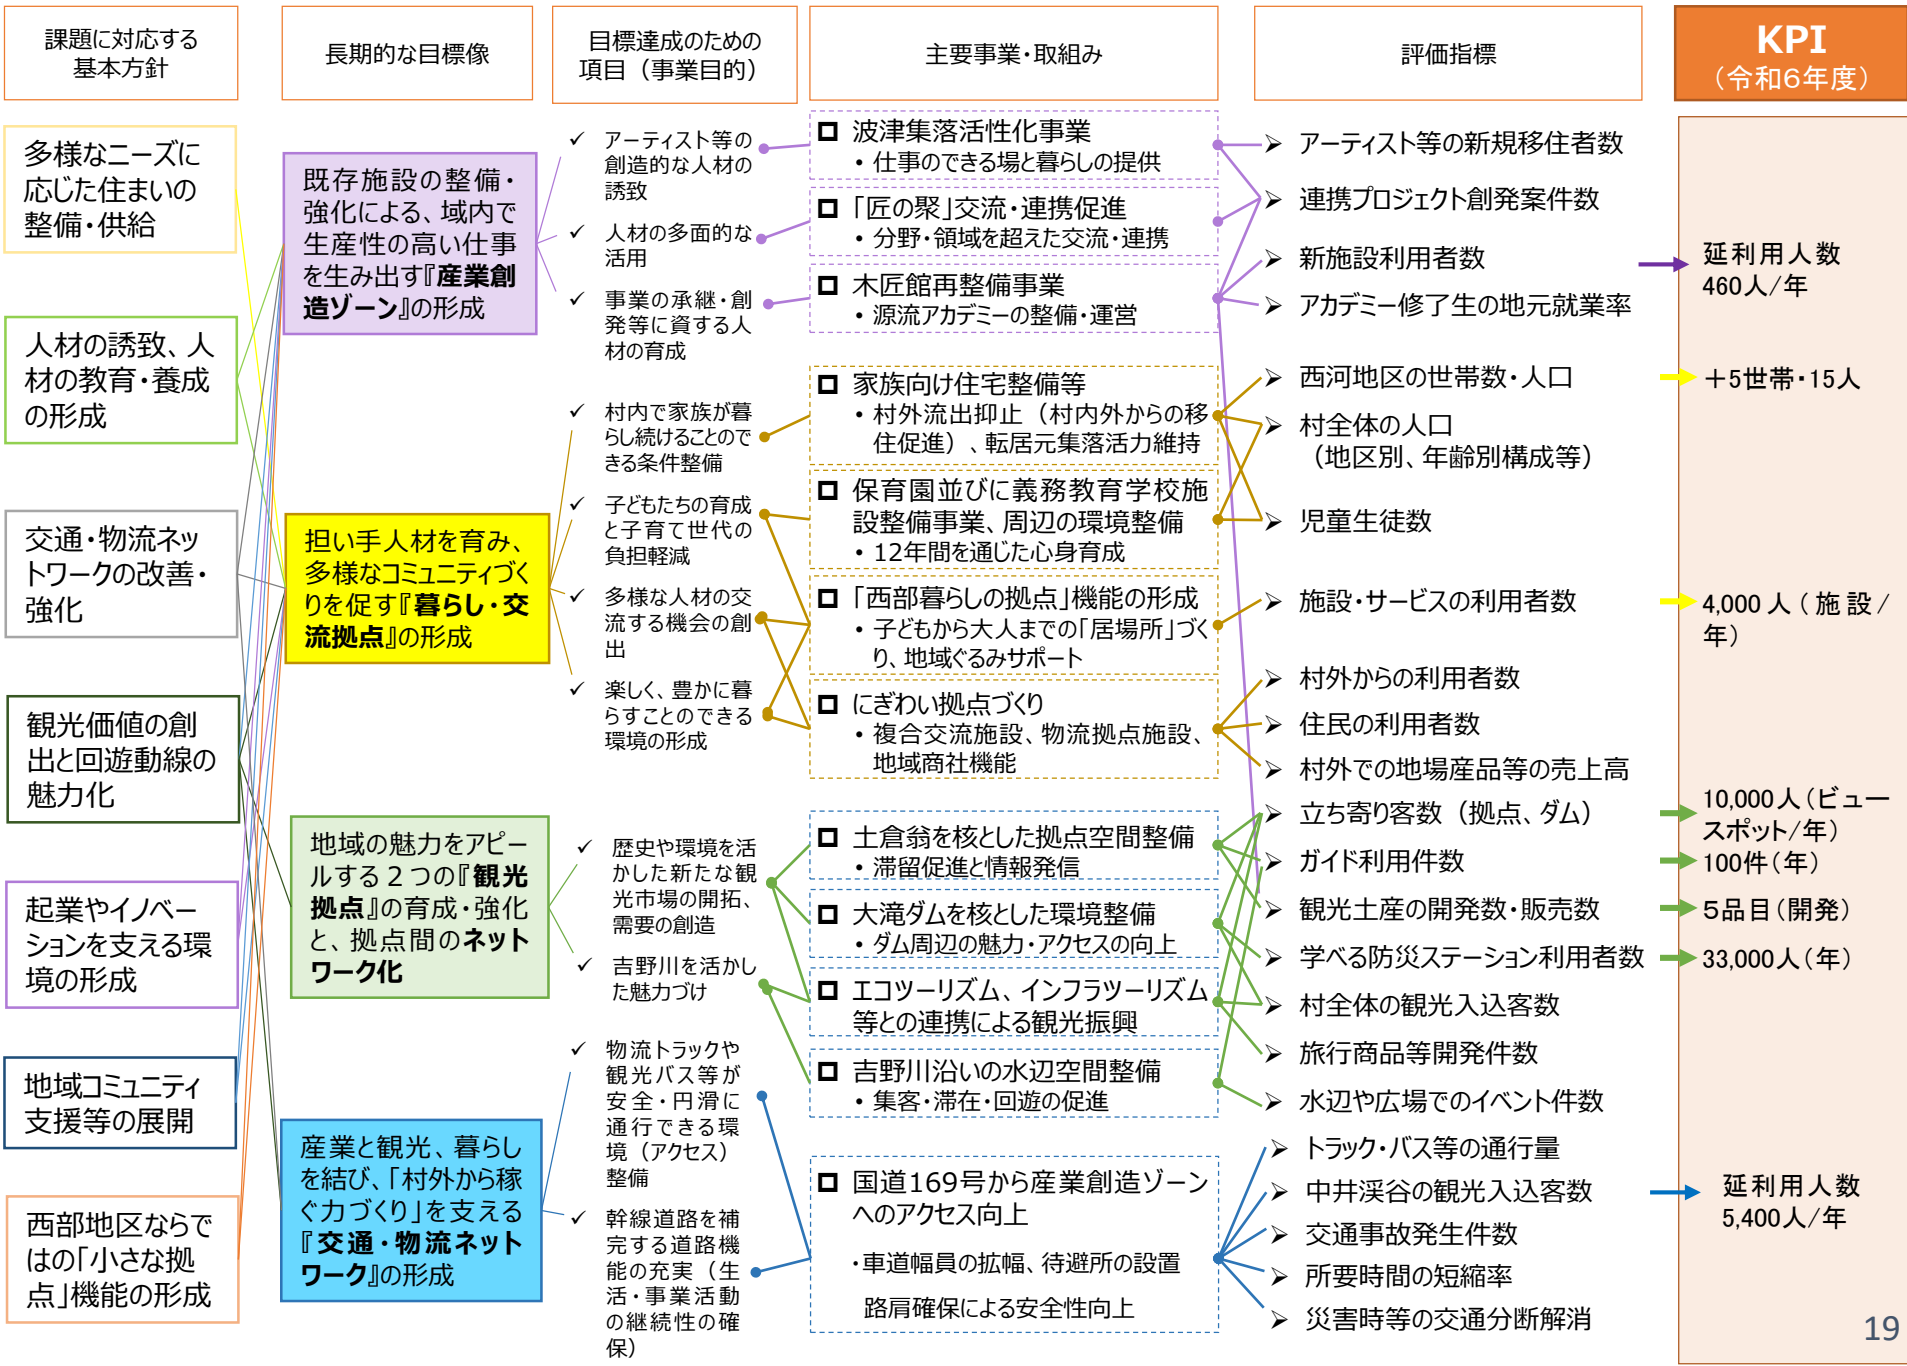 課題に対応する
基本方針
長期的な目標像
目標達成のための
項目（事業目的）
主要事業・取組み
評価指標
KPI
（令和6年度）
多様なニーズに
応じた住まいの
整備・供給
人材の誘致、人
材の教育・養成
の形成
交通・物流ネッ
トワークの改善・
強化
観光価値の創
出と回遊動線の
魅力化
起業やイノベー
ションを支える環
境の形成
地域コミュニティ
支援等の展開
西部地区ならで
はの「小さな拠
点」機能の形成
既存施設の整備・
強化による、域内で
生産性の高い仕事
を生み出す『産業創
造ゾーン』の形成
担い手人材を育み、
多様なコミュニティづく
りを促す『暮らし・交
流拠点』の形成
地域の魅力をアピー
ルする２つの『観光
拠点』の育成・強化
と、拠点間のネット
ワーク化
産業と観光、暮らし
を結び、「村外から稼
ぐ力づくり」を支える
『交通・物流ネット
ワーク』の形成
✓ アーティスト等の
創造的な人材の
誘致
✓ 人材の多面的な
活用
✓ 事業の承継・創
発等に資する人
材の育成
✓ 村内で家族が暮
らし続けることので
きる条件整備
✓ 子どもたちの育成
と子育て世代の
負担軽減
✓ 多様な人材の交
流する機会の創
出
✓ 楽しく、豊かに暮
らすことのできる
環境の形成
✓ 歴史や環境を活
かした新たな観
光市場の開拓、
需要の創造
✓ 吉野川を活かし
た魅力づけ
✓ 物流トラックや
観光バス等が
安全・円滑に
通行できる環
境（アクセス）
整備
✓ 幹線道路を補
完する道路機
能の充実（生
活・事業活動
の継続性の確
保）
波津集落活性化事業
• 仕事のできる場と暮らしの提供
「匠の聚」交流・連携促進
• 分野・領域を超えた交流・連携
木匠館再整備事業
• 源流アカデミーの整備・運営
家族向け住宅整備等
• 村外流出抑止（村内外からの移
住促進）、転居元集落活力維持
保育園並びに義務教育学校施
設整備事業、周辺の環境整備
• 12年間を通じた心身育成
「西部暮らしの拠点」機能の形成
• 子どもから大人までの「居場所」づく
り、地域ぐるみサポート
にぎわい拠点づくり
• 複合交流施設、物流拠点施設、
地域商社機能
土倉翁を核とした拠点空間整備
• 滞留促進と情報発信
大滝ダムを核とした環境整備
• ダム周辺の魅力・アクセスの向上
エコツーリズム、インフラツーリズム
等との連携による観光振興
吉野川沿いの水辺空間整備
• 集客・滞在・回遊の促進
国道169号から産業創造ゾーン
へのアクセス向上
・車道幅員の拡幅、待避所の設置
路肩確保による安全性向上
➢ アーティスト等の新規移住者数
➢ 連携プロジェクト創発案件数
➢ 新施設利用者数
➢ アカデミー修了生の地元就業率
➢ 西河地区の世帯数・人口
➢ 村全体の人口
（地区別、年齢別構成等）
➢ 児童生徒数
➢ 施設・サービスの利用者数
➢ 村外からの利用者数
➢ 住民の利用者数
➢ 村外での地場産品等の売上高
➢ 立ち寄り客数（拠点、ダム）
➢ ガイド利用件数
➢ 観光土産の開発数・販売数
➢ 学べる防災ステーション利用者数
➢ 村全体の観光入込客数
➢ 旅行商品等開発件数
➢ 水辺や広場でのイベント件数
➢ トラック・バス等の通行量
➢ 中井渓谷の観光入込客数
➢ 交通事故発生件数
➢ 所要時間の短縮率
➢ 災害時等の交通分断解消
延利用人数
460人/年
＋5世帯・15人
4,000 人（施設/
年）
10,000人（ビュー
スポット/年）
100件（年）
５品目（開発）
33,000人（年）
延利用人数
5,400人/年
19